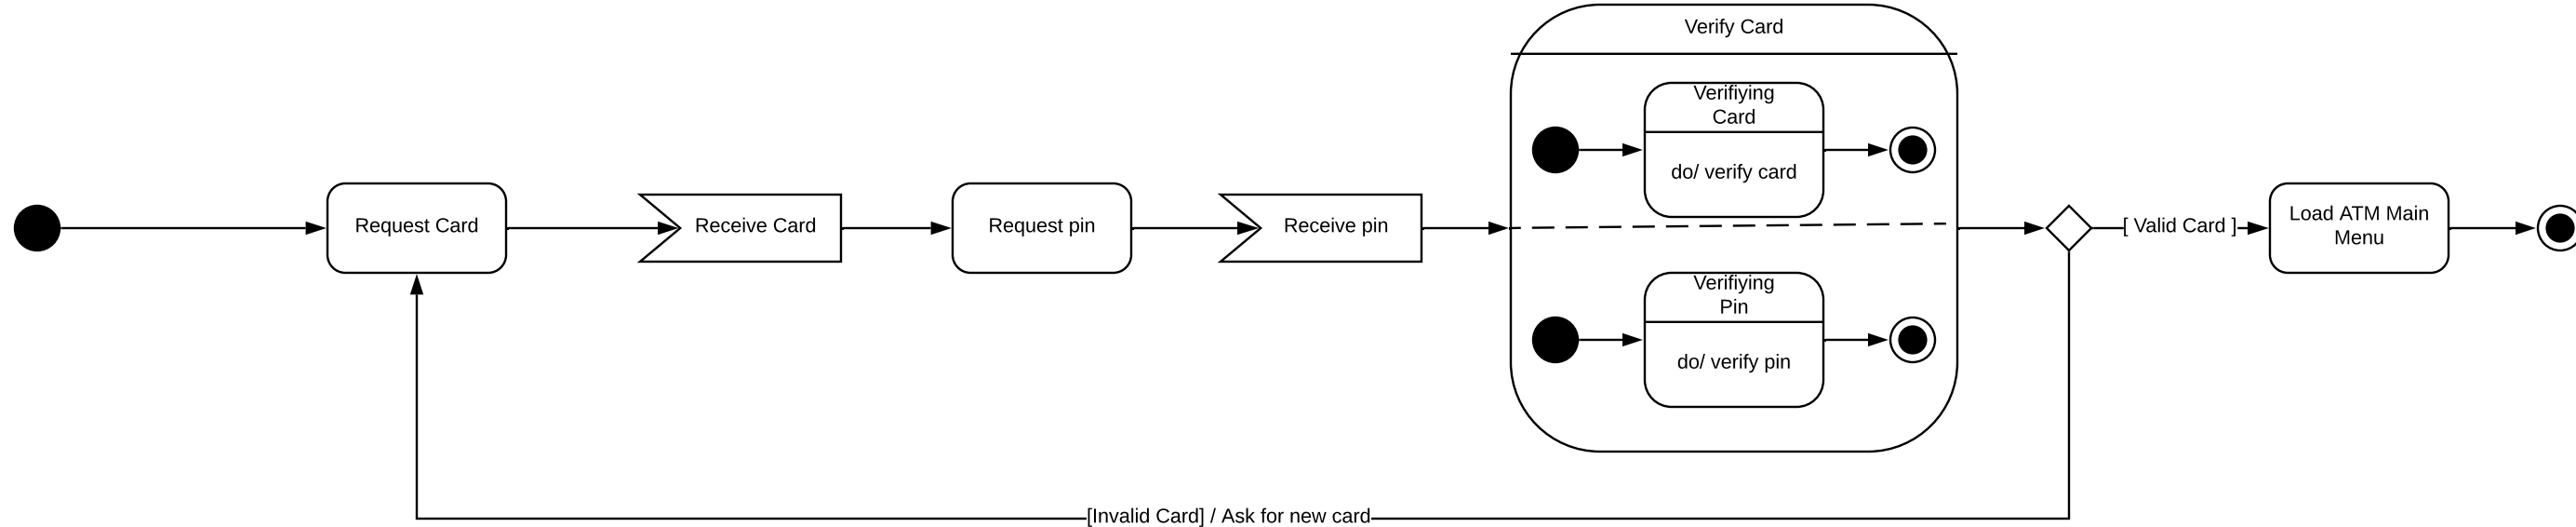 Verify Card
Verifiying
Card
do/ verify card
Request Card
Receive Card
Request pin
Receive pin
[ Valid Card ]
Load ATM Main
Menu
Verifiying
Pin
do/ verify pin
[Invalid Card] / Ask for new card